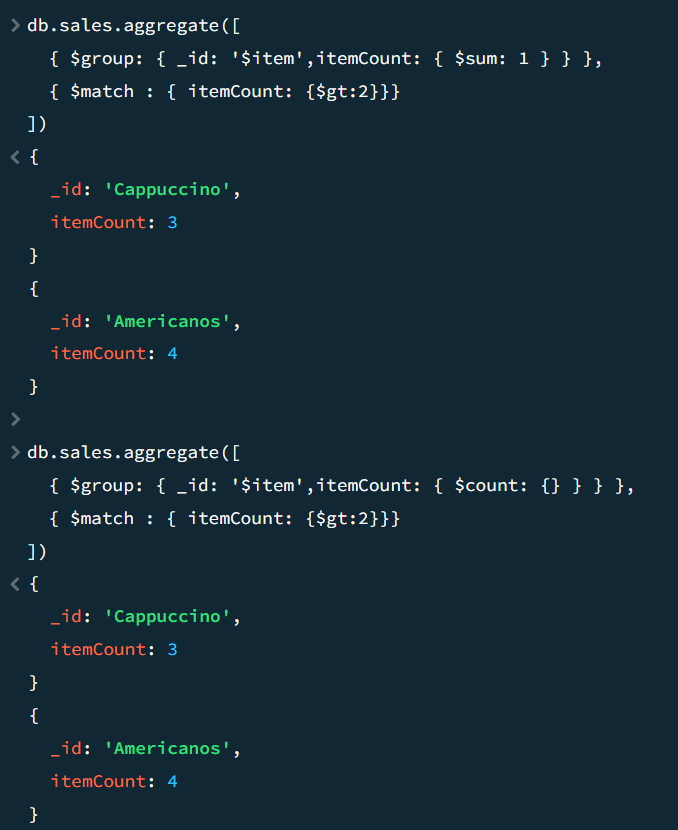 > db.sales.aggregate([
{ $group: { _id: '$item',itemCount: { $sum: 1 } } },
{ $match : { itemCount: {$gt:2}}}
])
< {
_id: 'Cappuccino',
itemCount: 3
}
{
_id: 'Americanos',
itemCount: 4
}
>
> db.sales.aggregate([
{ $group: { _id: '$item',itemCount: { $count: {} } } },
{ $match : { itemCount: {$gt:2}}}
])
< {
_id: 'Cappuccino',
itemCount: 3
}
{
_id: 'Americanos',
itemCount: 4
}